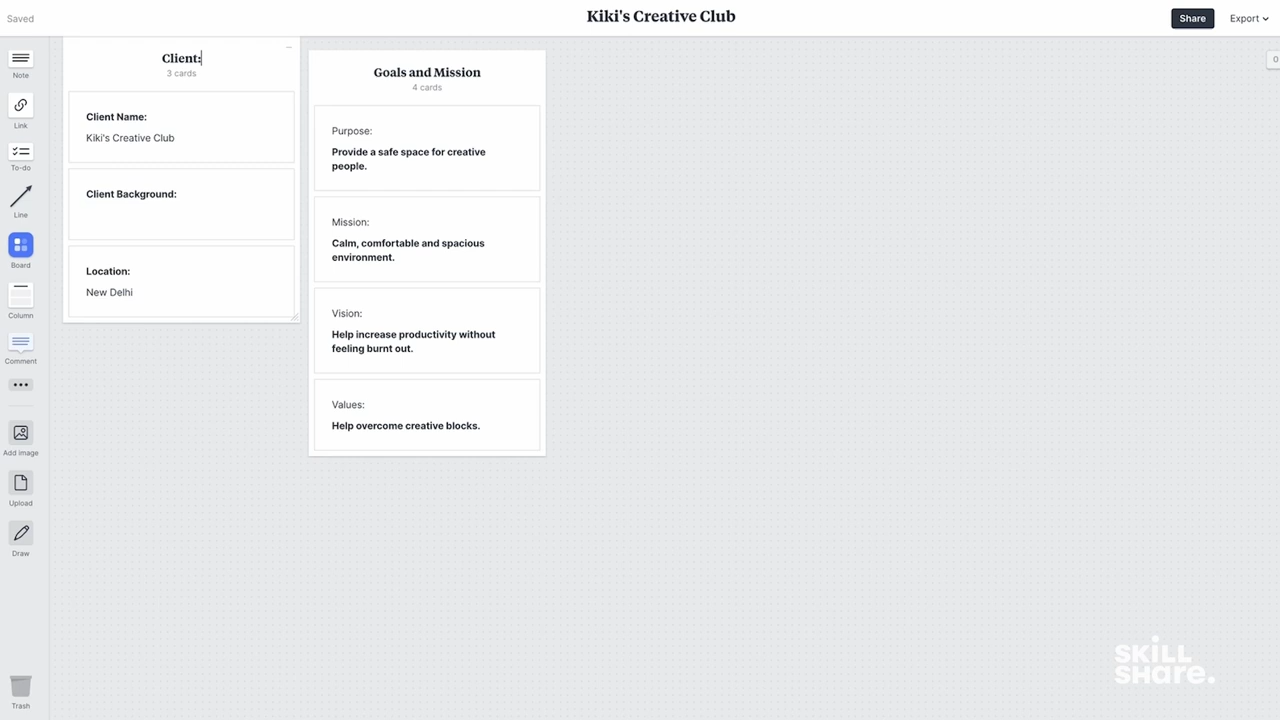 Saved
Kiki's Creative Club
Share
Export
Note
Link
To-do
Line
Board
Column
Comment
Add image
Upload
Draw
Trash
Client:
3 cards
Client Name:
Kiki's Creative Club
Client Background:
Location:
New Delhi
Goals and Mission
4 cards
Purpose:
Provide a safe space for creative
people.
Mission:
Calm, comfortable and spacious
environment.
Vision:
Help increase productivity without
feeling burnt out.
Values:
Help overcome creative blocks.
0
SKILL
SHare.